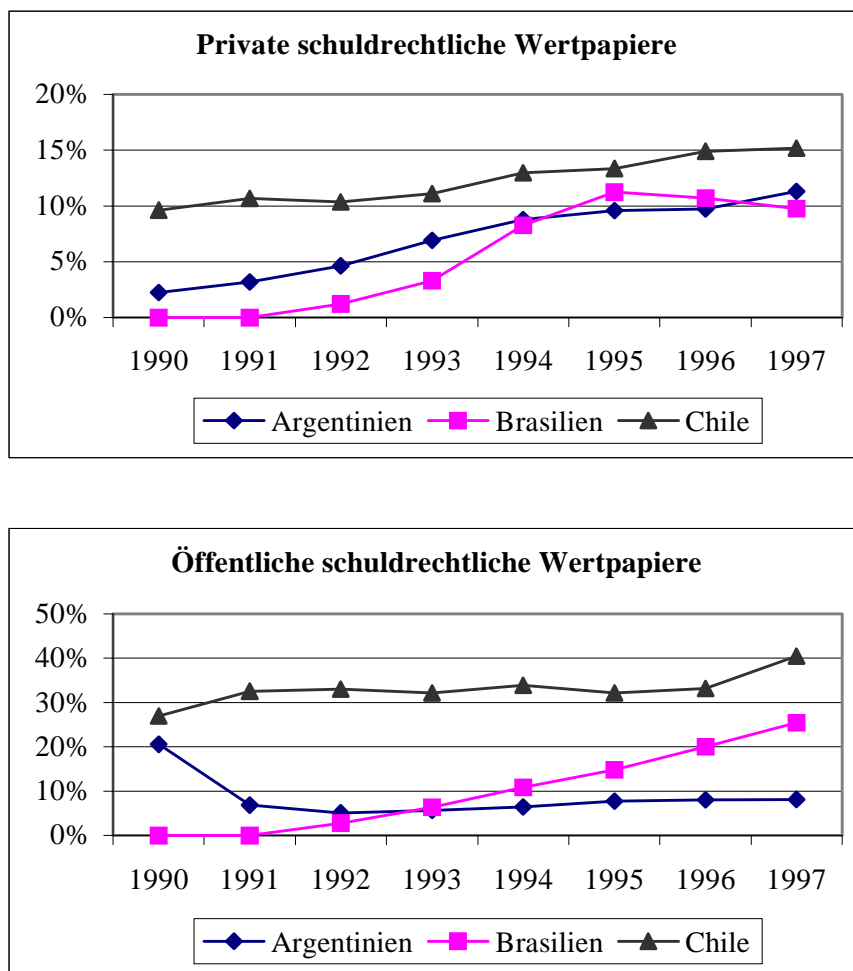 Private schuldrechtliche Wertpapiere
20%
15%
10%
5%
0%
1990 1991 1992 1993 1994 1995 1996 1997
Argentinien Brasilien Chile
Öffentliche schuldrechtliche Wertpapiere
50%
40%
30%
20%
10%
0%
1990 1991 1992 1993 1994 1995 1996 1997
Argentinien Brasilien Chile